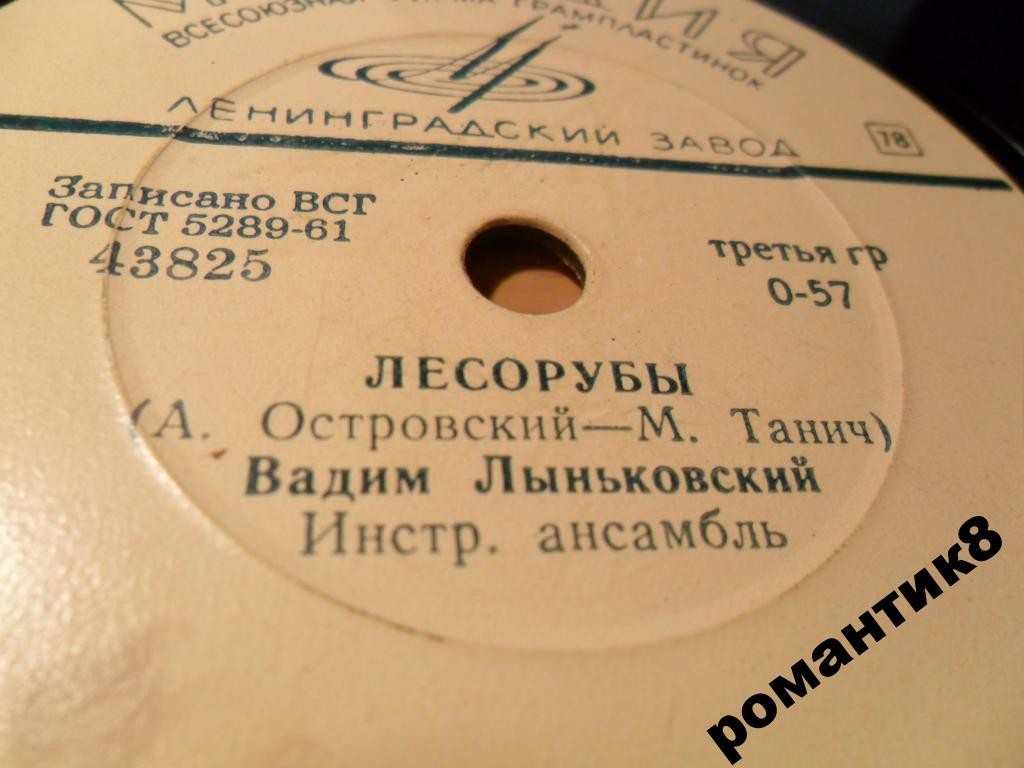 ВСЕСОЮЗНАЯ ФИРМА ГРАМПЛАСТИНОК
ЛЕНИНГРАДСКИЙ ЗАВОД
78
Записано ВСГ
ГОСТ 5289-61
43825
третья гр
0-57
ЛЕСОРУБЫ
(А. Островский—М. Танич)
Вадим Лыньковский
Инстр. ансамбль
романтик8